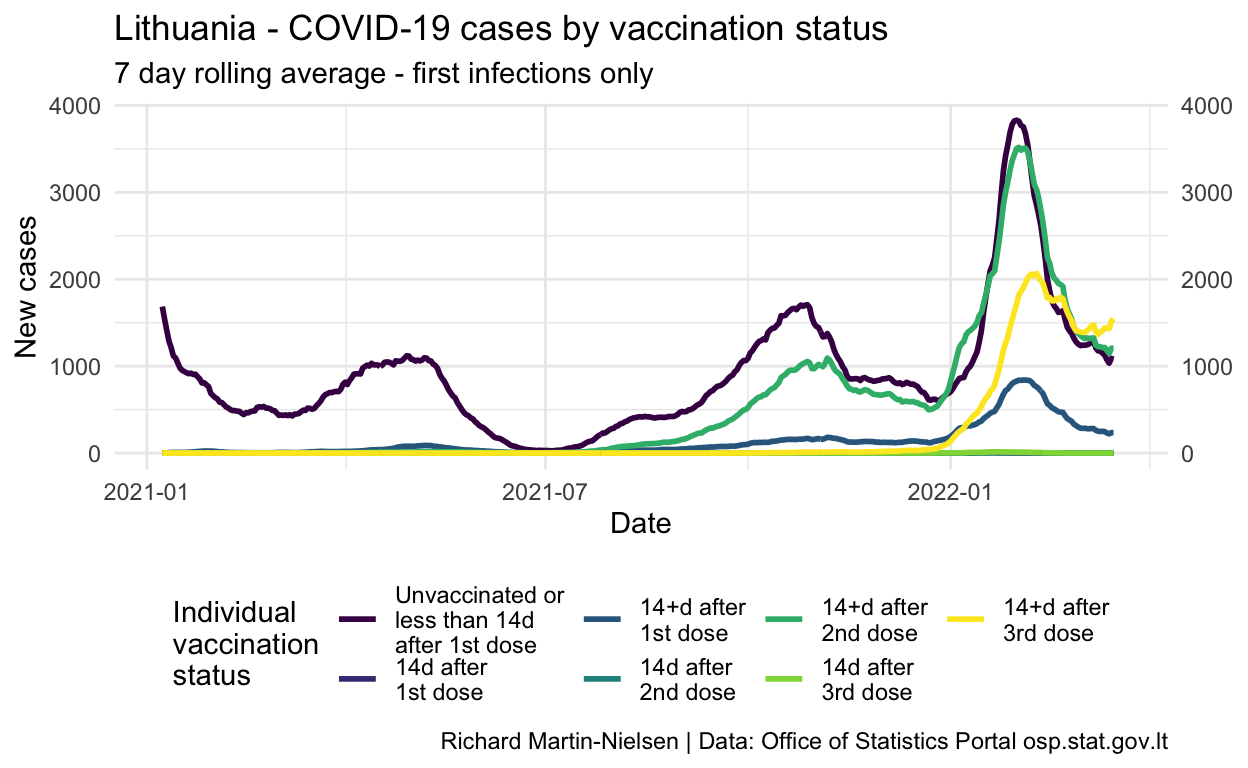 Lithuania - COVID-19 cases by vaccination status
7 day rolling average - first infections only
4000
3000
2000
1000
0
New cases
4000
3000
2000
1000
0
2021-01
2021-07
2022-01
Date
Individual
vaccination
status
Unvaccinated or
less than 14d
after 1st dose
14d after
1st dose
14+d after
1st dose
14d after
2nd dose
14+d after
2nd dose
14d after
3rd dose
14+d after
3rd dose
Richard Martin-Nielsen | Data: Office of Statistics Portal osp.stat.gov.lt